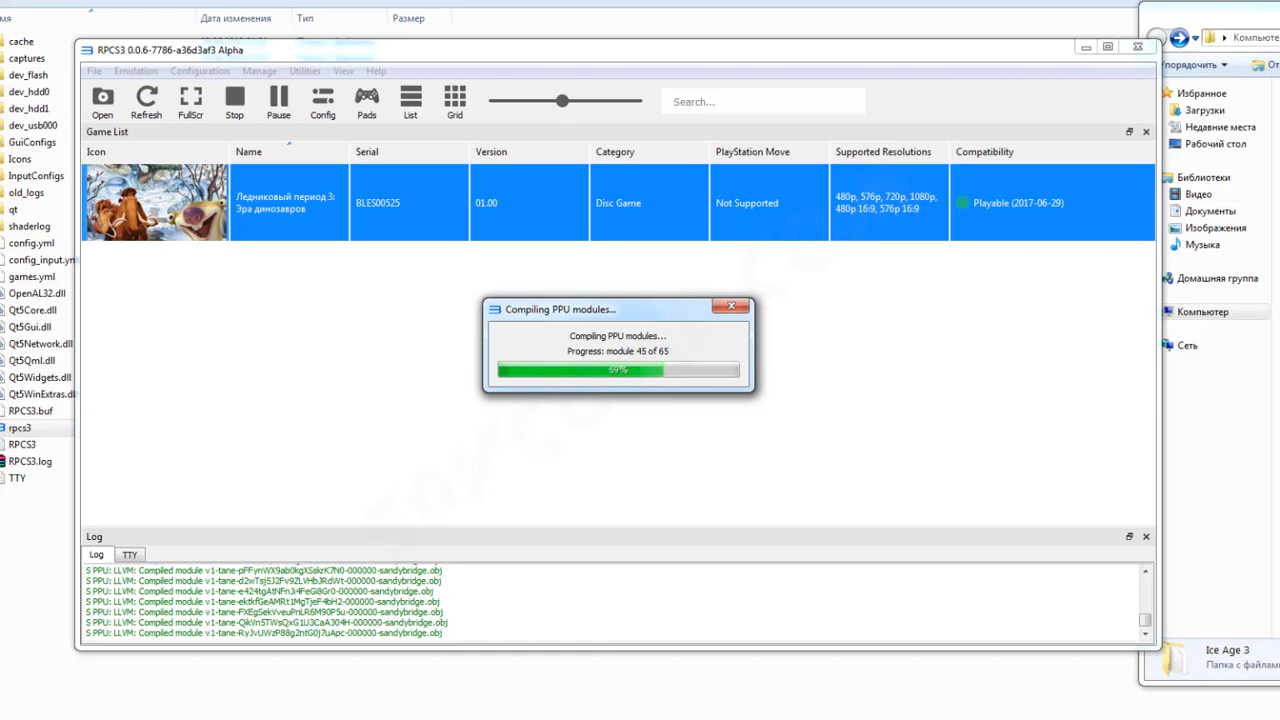 мя
Дата изменения
Тип
Размер
cache
captures
dev_flash
dev_hdd0
dev_hdd1
dev_usb000
GuiConfigs
Icons
InputConfigs
old_logs
qt
shaderlog
config.yml
config_input.yn
games.yml
OpenAL32.dll
Qt5Core.dll
Qt5Gui.dll
Qt5Network.dll
Qt5Qml.dll
Qt5Widgets.dll
Qt5WinExtras.dl
RPCS3.buf
rpcs3
RPCS3
RPCS3.log
TTY
RPCS3 0.0.6-7786-a36d3af3 Alpha
File Emulation Configuration Manage Utilities View Help
Open Refresh FullScr Stop Pause Config Pads List Grid
Search...
Game List
Icon Name Serial Version Category PlayStation Move Supported Resolutions Compatibility
Ледниковый период 3:
Эра динозавров
BLES00525
01.00
Disc Game
Not Supported
480p, 576p, 720p, 1080p,
480p 16:9, 576p 16:9
Playable (2017-06-29)
Compiling PPU modules...
Compiling PPU modules...
Progress: module 45 of 65
69%
Log
Log TTY
S PPU: LLVM: Compiled module v1-tane-pFFynWX9ab0kgXSskrK7N0-000000-sandybridge.obj
S PPU: LLVM: Compiled module v1-tane-d2wTsj5J2Fv9ZLVHbJRdWt-000000-sandybridge.obj
S PPU: LLVM: Compiled module v1-tane-e424tgAtNFnJi4FeGi8Gr0-000000-sandybridge.obj
S PPU: LLVM: Compiled module v1-tane-ektkfGeAMRt1MgTjeF4bH2-000000-sandybridge.obj
S PPU: LLVM: Compiled module v1-tane-FXEgSekVveuPnLR6M90P5u-000000-sandybridge.obj
S PPU: LLVM: Compiled module v1-tane-QikVn5TWsQxG1U3CaA304H-000000-sandybridge.obj
S PPU: LLVM: Compiled module v1-tane-RyJvUWzP88g2ntG0j7uApc-000000-sandybridge.obj
Компьюте
порядочить
От
Избранное
Загрузки
Недавние места
Рабочий стол
Библиотеки
Видео
Документы
Изображения
Музыка
Домашняя группа
Компьютер
Сеть
Ice Age 3
Папка с файлами